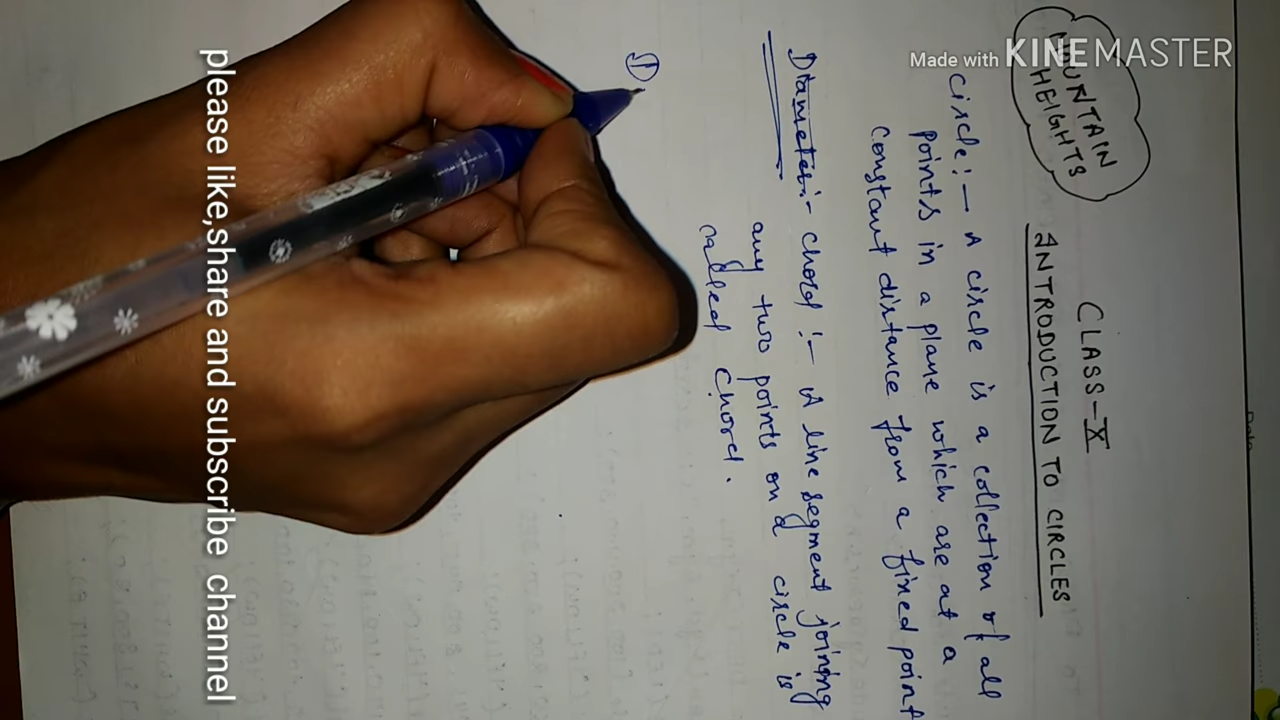 Made with KINEMASTER
MOUNTAIN
HEIGHTS
CLASS-X
INTRODUCTION TO CIRCLES
circle:- A circle is a collection of all
points in a plane which are at a
constant distance from a fixed point
Diameter:- chord :- A line segment joining
any two points on a circle is
called chord.
①
please like,share and subscribe channel